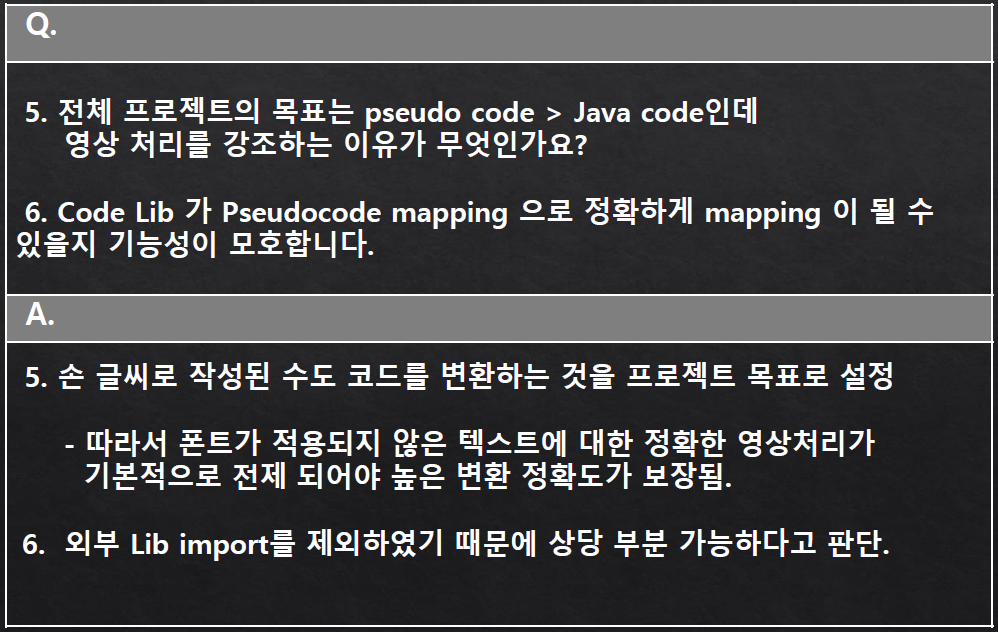 Q.
5. 전체 프로젝트의 목표는 pseudo code > Java code인데
영상 처리를 강조하는 이유가 무엇인가요?
6. Code Lib 가 Pseudocode mapping 으로 정확하게 mapping 이 될 수
있을지 기능성이 모호합니다.
A.
5. 손 글씨로 작성된 수도 코드를 변환하는 것을 프로젝트 목표로 설정
- 따라서 폰트가 적용되지 않은 텍스트에 대한 정확한 영상처리가
기본적으로 전제 되어야 높은 변환 정확도가 보장됨.
6. 외부 Lib import를 제외하였기 때문에 상당 부분 가능하다고 판단.